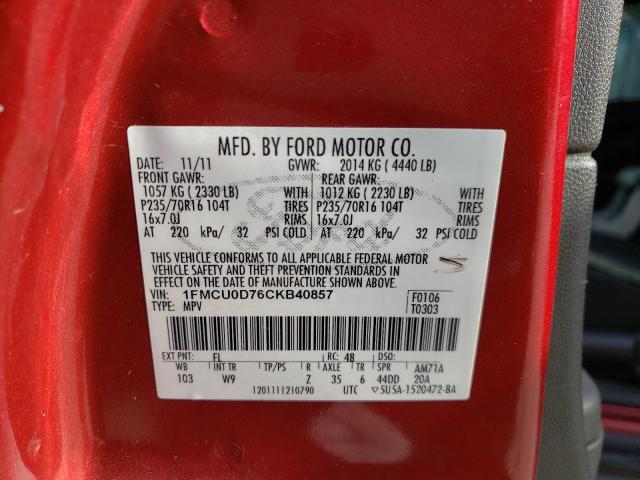 MFD. BY FORD MOTOR CO.
DATE: 11/11 GVWR: 2014 KG (4440 LB)
FRONT GAWR: REAR GAWR:
1057 KG (2330 LB) WITH 1012 KG (2230 LB) WITH
P235/70R16 104T TIRES P235/70R16 104T TIRES
16x7.0J RIMS 16x7.0J RIMS
AT 220 kPa/ 32 PSI COLD AT 220 kPa/ 32 PSI COLD
THIS VEHICLE CONFORMS TO ALL APPLICABLE FEDERAL MOTOR
VEHICLE SAFETY AND THEFT PREVENTION STANDARDS IN
EFFECT ON THE DATE OF MANUFACTURE SHOWN ABOVE.
VIN: 1FMCU0D76CKB40857 F0106
TYPE: MPV T0303
EXT PNT: FL RC: 48 DSO:
WB INT TR TP/PS R AXLE TR SPR AM71A
103 W9 Z 35 6 44DD 20A
1201111210790 UTC ▽5U5A-1520472-BA